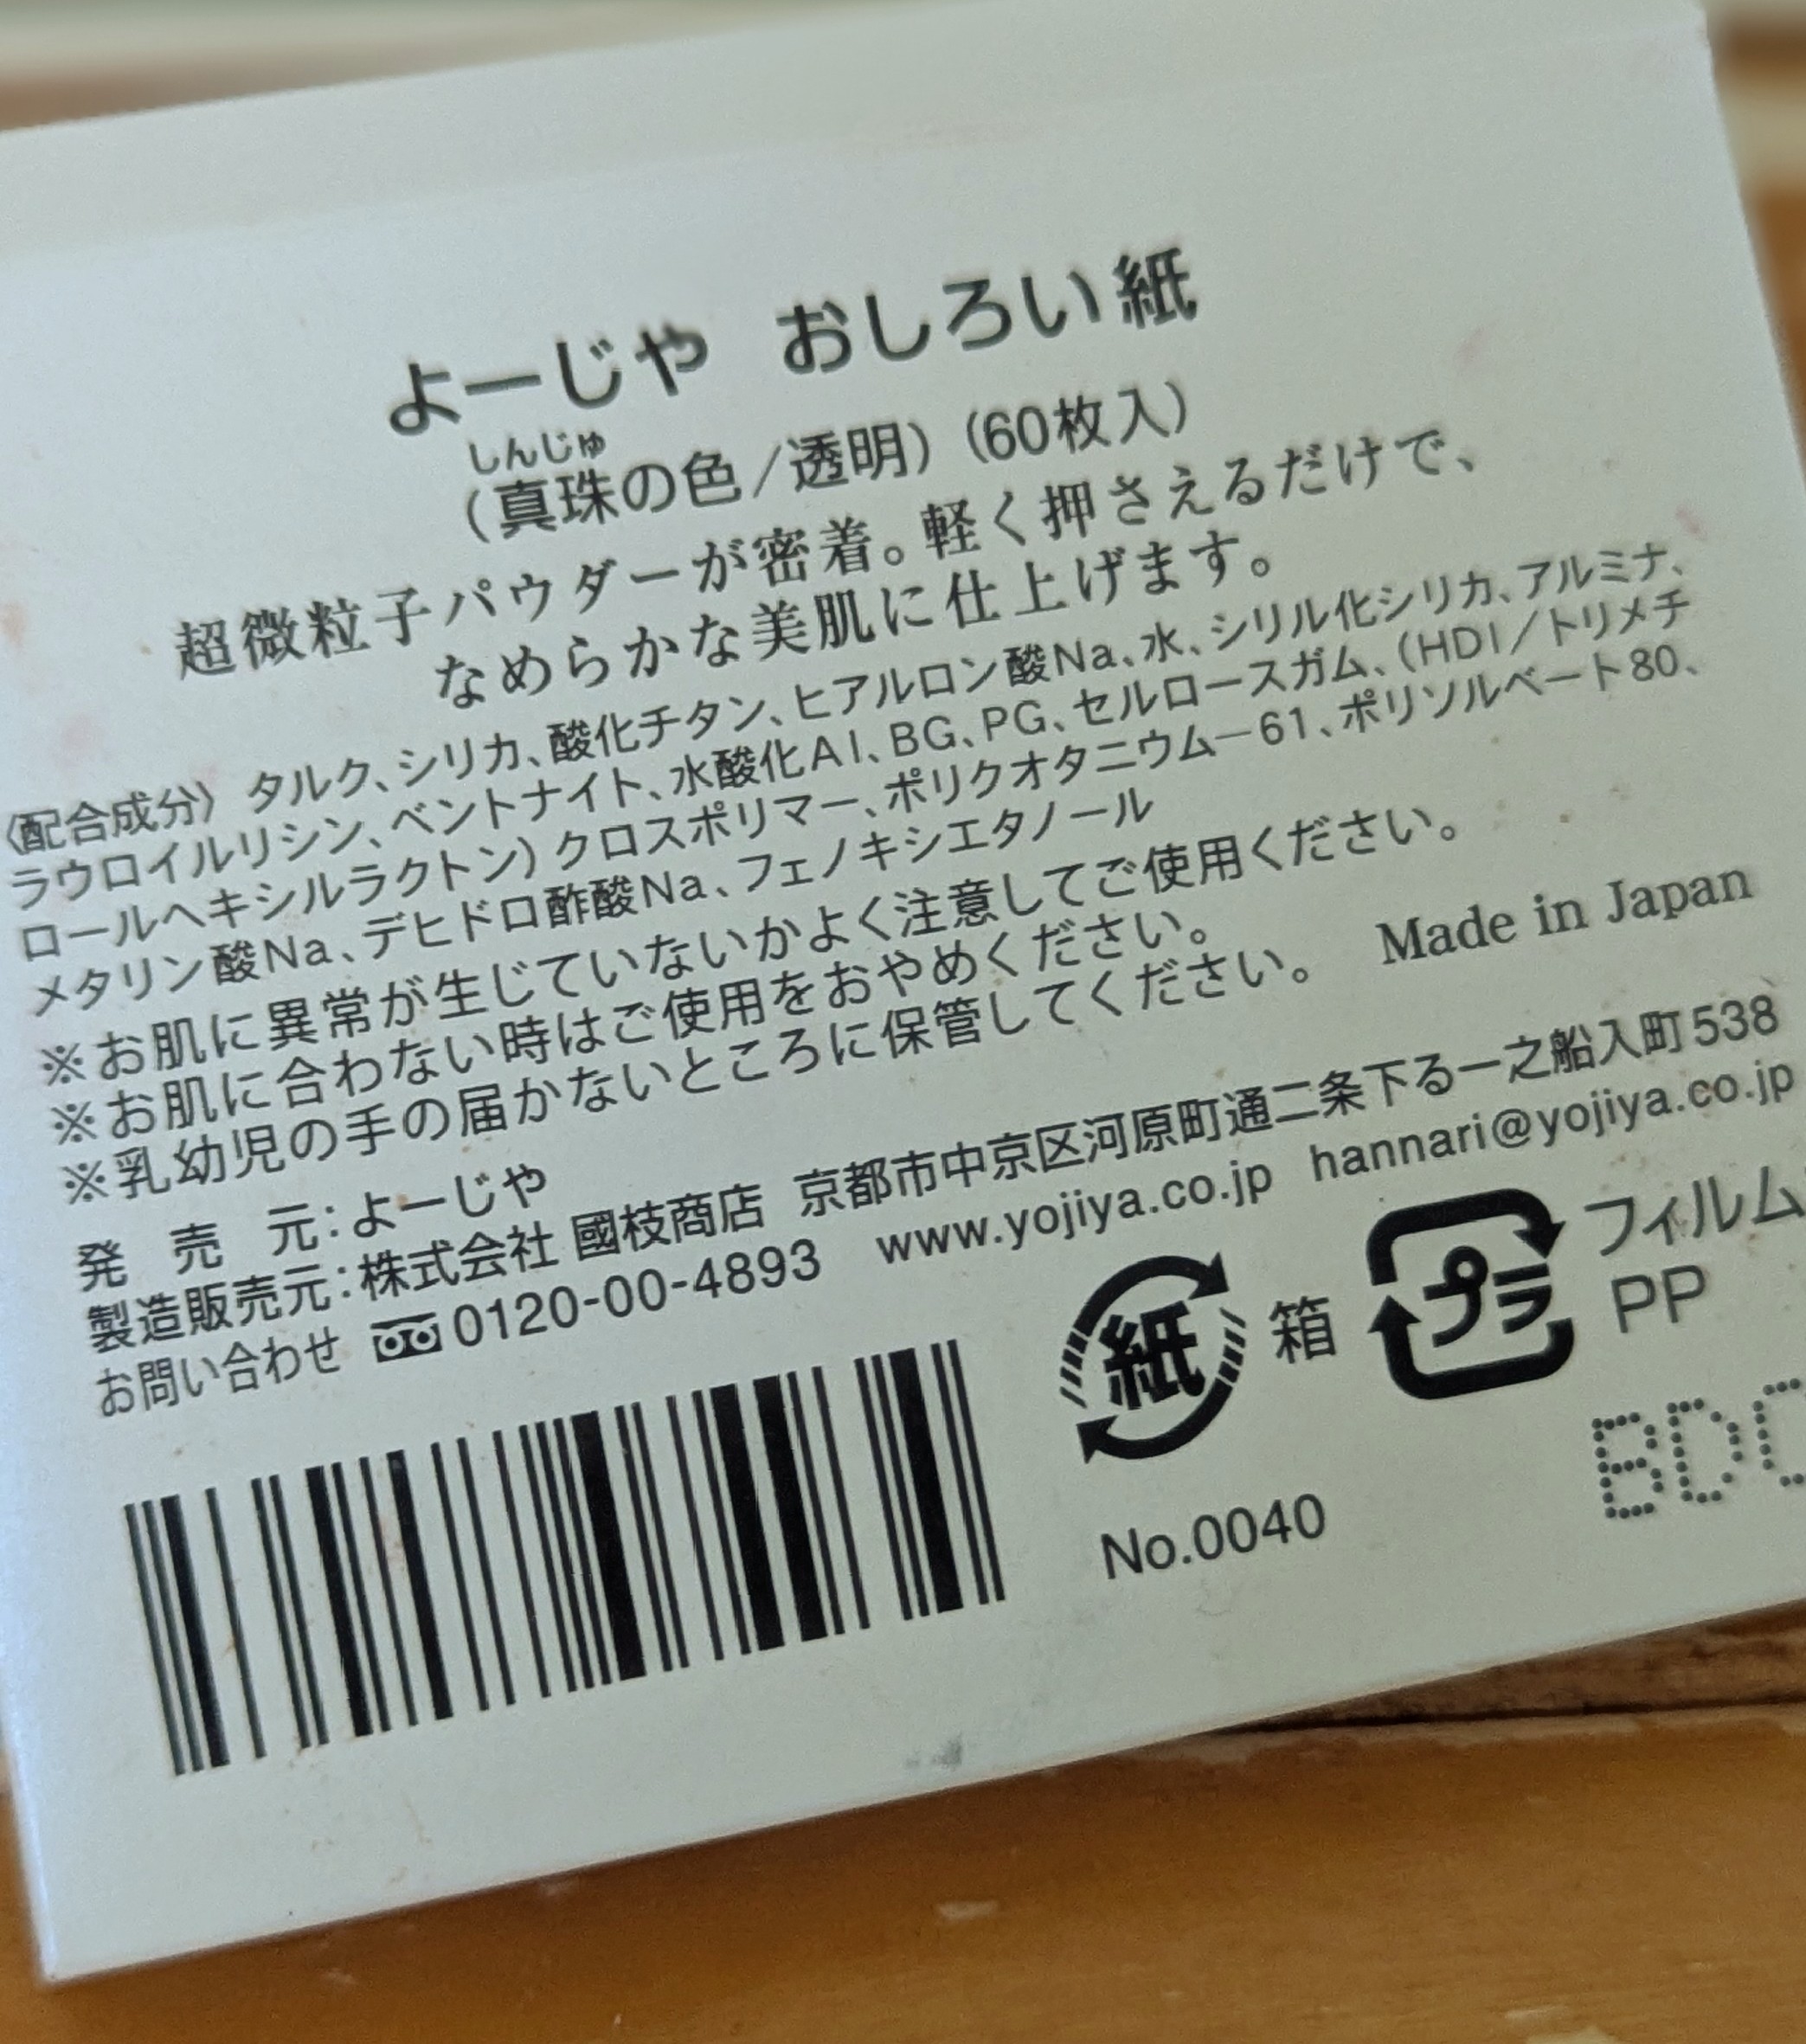 よーじや おしろい紙
しんじゅ
(真珠の色/透明)(60枚入)
超微粒子パウダーが密着。軽く押さえるだけで、
なめらかな美肌に仕上げます。
〈配合成分〉タルク、シリカ、酸化チタン、ヒアルロン酸Na、水、シリル化シリカ、アルミナ、
ラウロイルリシン、ベントナイト、水酸化Al、BG、PG、セルロースガム、(HDI/トリメチ
ロールヘキシルラクトン)クロスポリマー、ポリクオタニウム-61、ポリソルベート80、
メタリン酸Na、デヒドロ酢酸Na、フェノキシエタノール
※お肌に異常が生じていないかよく注意してご使用ください。
※お肌に合わない時はご使用をおやめください。
※乳幼児の手の届かないところに保管してください。 Made in Japan
発売元:よーじや
製造販売元:株式会社 國枝商店 京都市中京区河原町通二条下る一之船入町538
お問い合わせ 0120-00-4893 www.yojiya.co.jp hannari@yojiya.co.jp
紙 箱 プラ フィルム
PP
No.0040
BDC